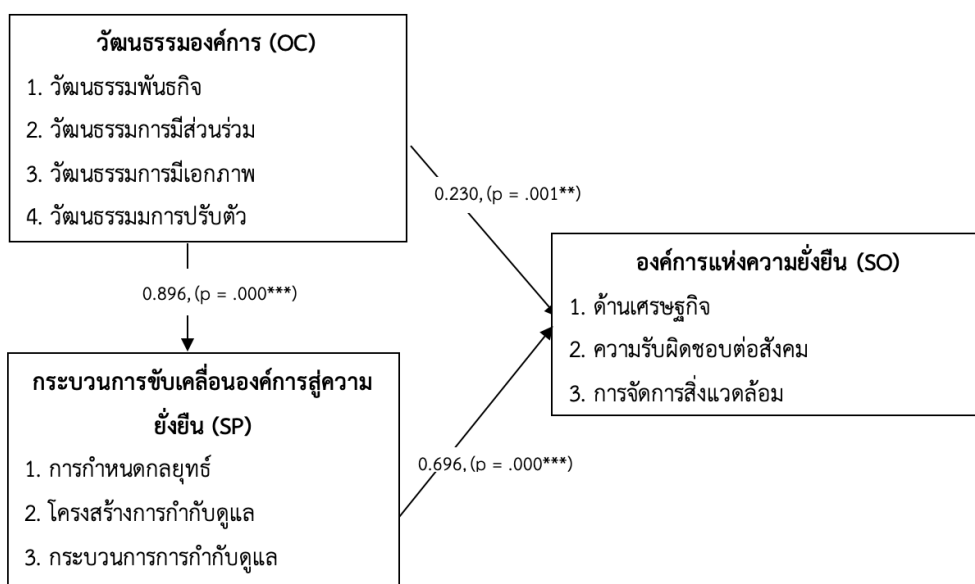 วัฒนธรรมองค์การ (OC)
1. วัฒนธรรมพันธกิจ
2. วัฒนธรรมการมีส่วนร่วม
3. วัฒนธรรมการมีเอกภาพ
4. วัฒนธรรมมการปรับตัว
0.230, (p = .001**)
0.896, (p = .000***)
องค์การแห่งความยั่งยืน (SO)
1. ด้านเศรษฐกิจ
2. ความรับผิดชอบต่อสังคม
3. การจัดการสิ่งแวดล้อม
กระบวนการขับเคลื่อนองค์การสู่ความ
ยั่งยืน (SP)
1. การกำหนดกลยุทธ์
2. โครงสร้างการกำกับดูแล
3. กระบวนการการกำกับดูแล
0.696, (p = .000***)